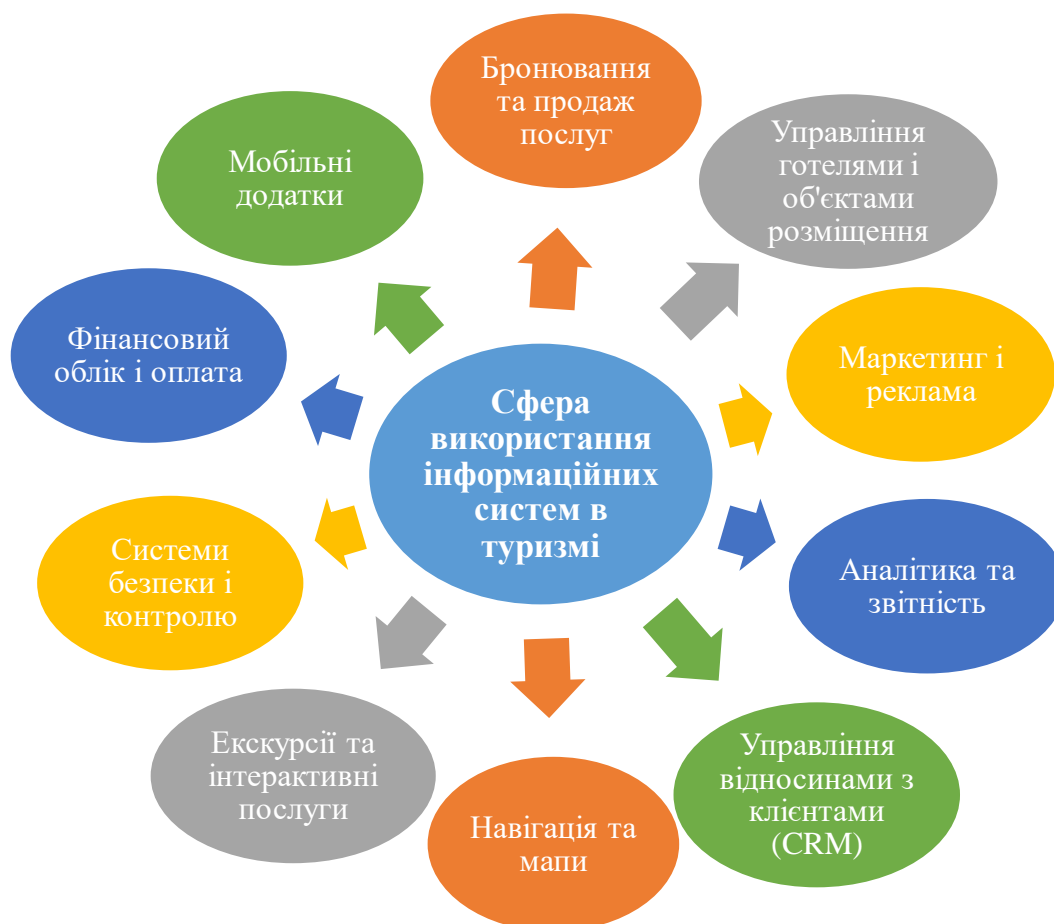 Бронювання
та продаж
послуг
Управління
готелями і
об'єктами
розміщення
Маркетинг і
реклама
Аналітика та
звітність
Управління
відносинами з
клієнтами
(CRM)
Навігація та
мапи
Екскурсії та
інтерактивні
послуги
Системи
безпеки і
контролю
Фінансовий
облік і оплата
Мобільні
додатки
Сфера
використання
інформаційних
систем в
туризмі